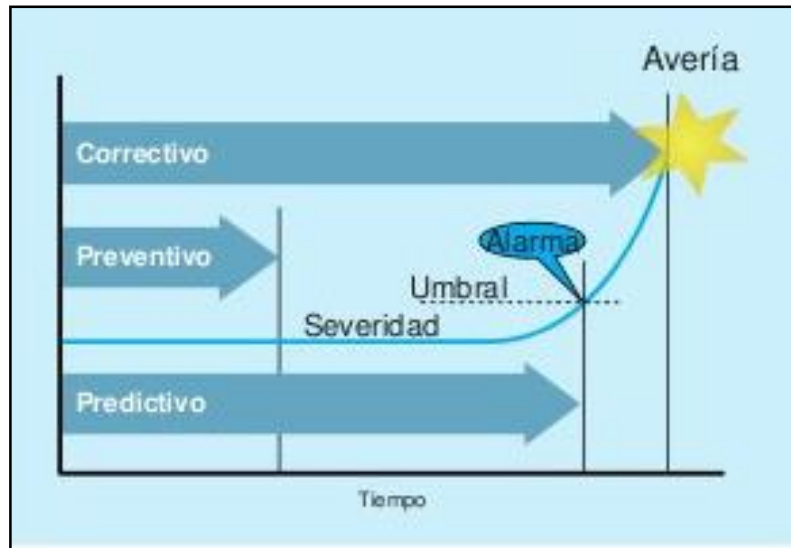 Avería
Correctivo
Preventivo
Alarma
Umbral
Severidad
Predictivo
Tiempo